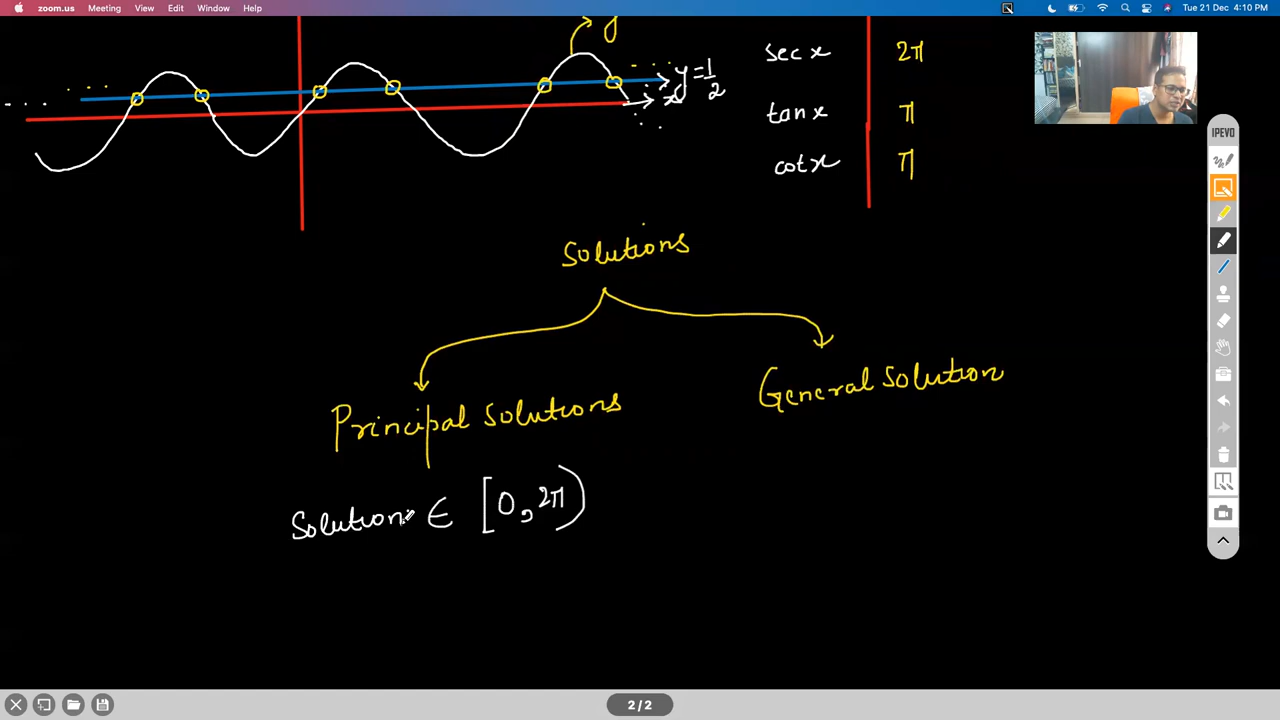 zoom.us Meeting View Edit Window Help Tue 21 Dec 4:10 PM
sec x 2π
y = 1/2
x
tan x π
cot x π
IPEVO
Solutions
Principal Solutions General Solution
Solution ∈ [0, 2π)
2/2